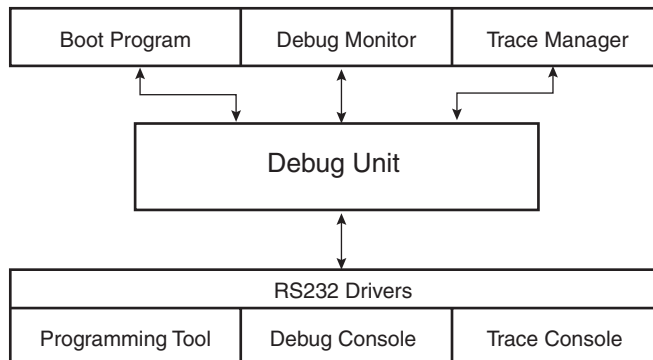 Boot Program
Debug Monitor
Trace Manager
Debug Unit
RS232 Drivers
Programming Tool
Debug Console
Trace Console